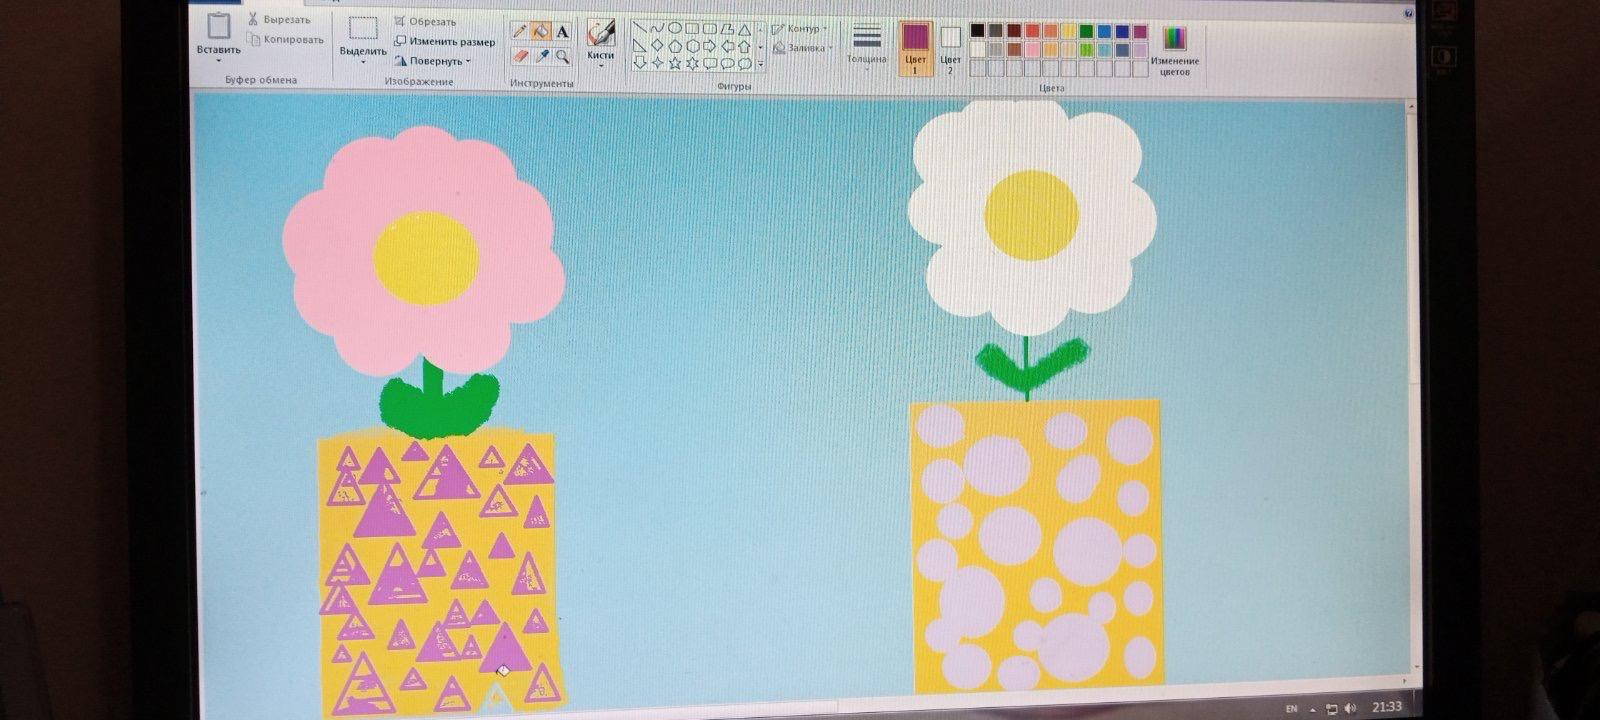 Вставить
Вырезать
Копировать
Буфер обмена
Выделить
Обрезать
Изменить размер
Повернуть
Изображение
A
Инструменты
Кисти
Контур
Заливка
Фигуры
Толщина
Цвет
1
Цвет
2
Изменение
цветов
Цвета
EN
21:33